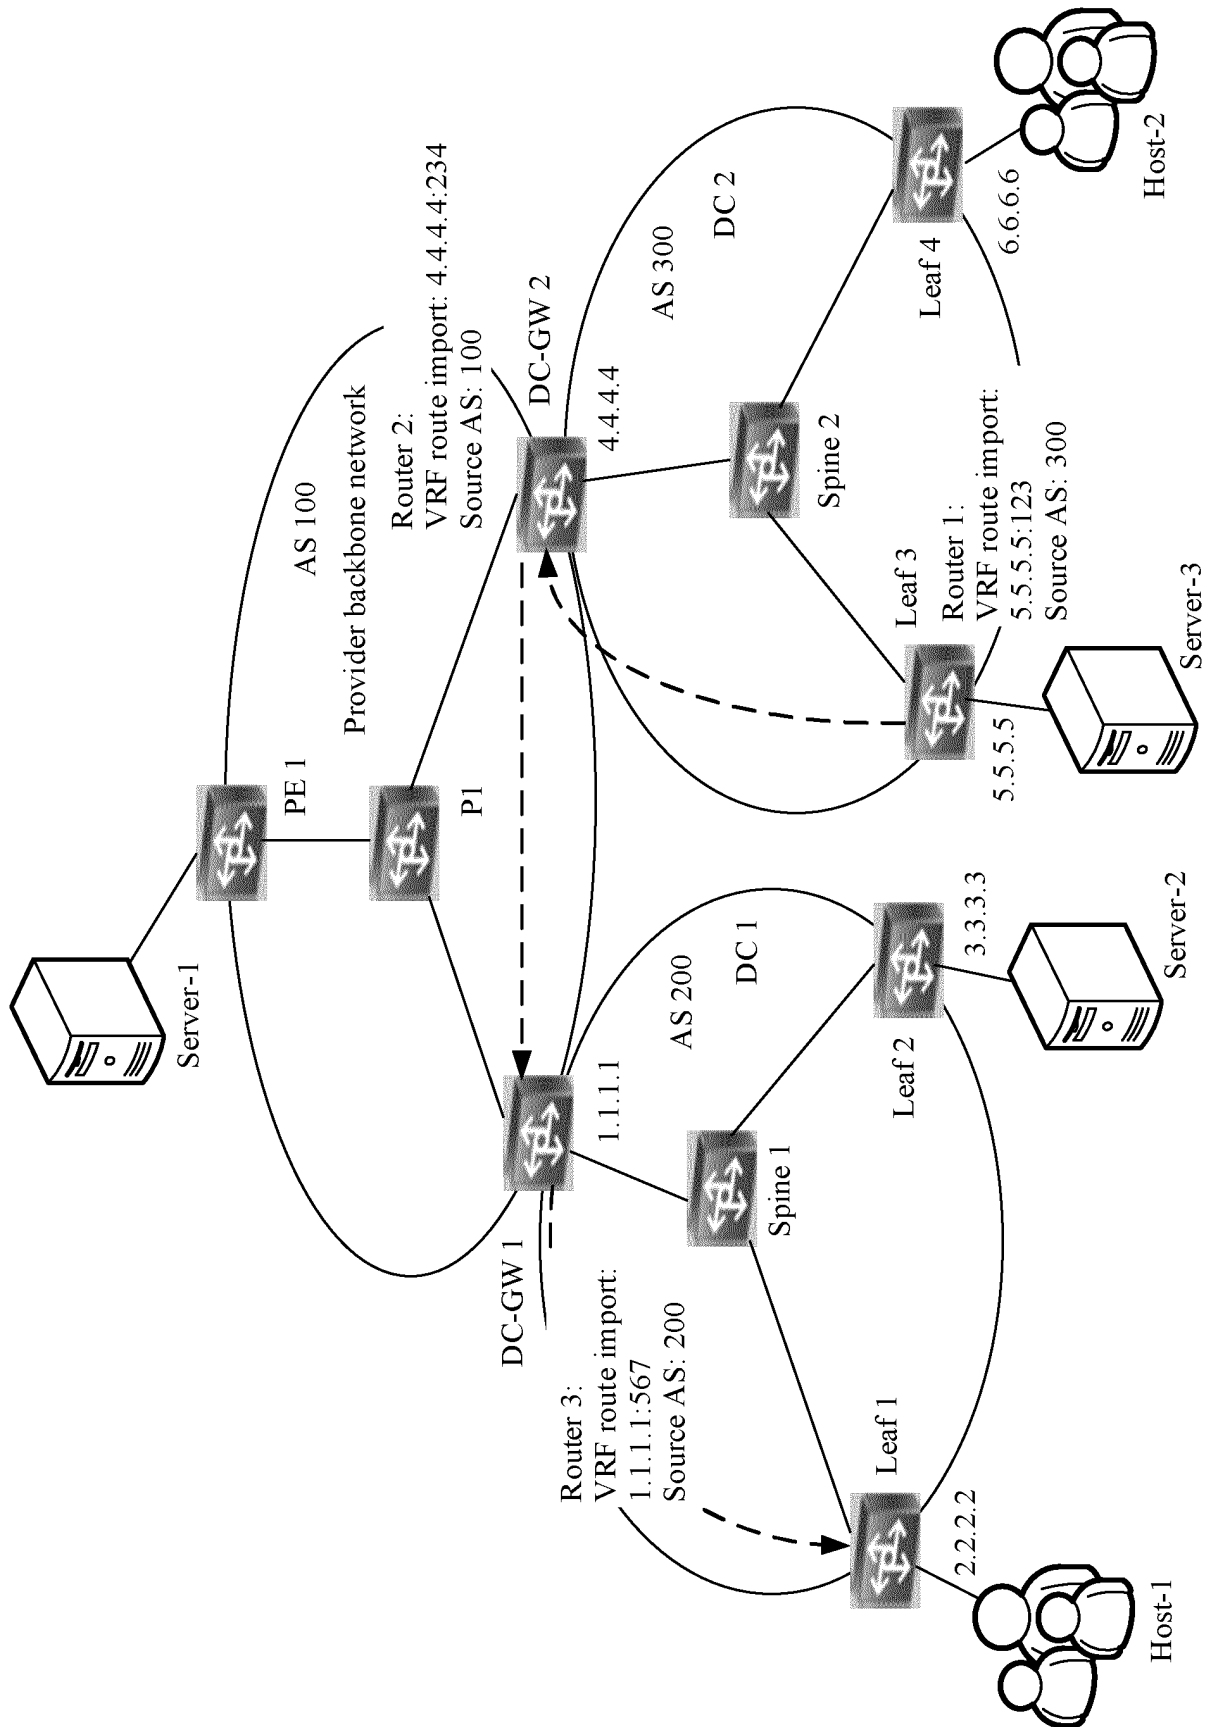 Server-1
PE 1
AS 100
Provider backbone network
P1
Router 2:
VRF route import: 4.4.4.4:234
Source AS: 100
DC-GW 1
DC-GW 2
1.1.1.1
4.4.4.4
Router 3:
VRF route import:
1.1.1.1:567
Source AS: 200
AS 200
DC 1
AS 300
DC 2
Spine 1
Spine 2
Leaf 1
Leaf 2
Leaf 3
Leaf 4
Router 1:
VRF route import:
5.5.5.5:123
Source AS: 300
2.2.2.2
3.3.3.3
5.5.5.5
6.6.6.6
Host-1
Server-2
Server-3
Host-2